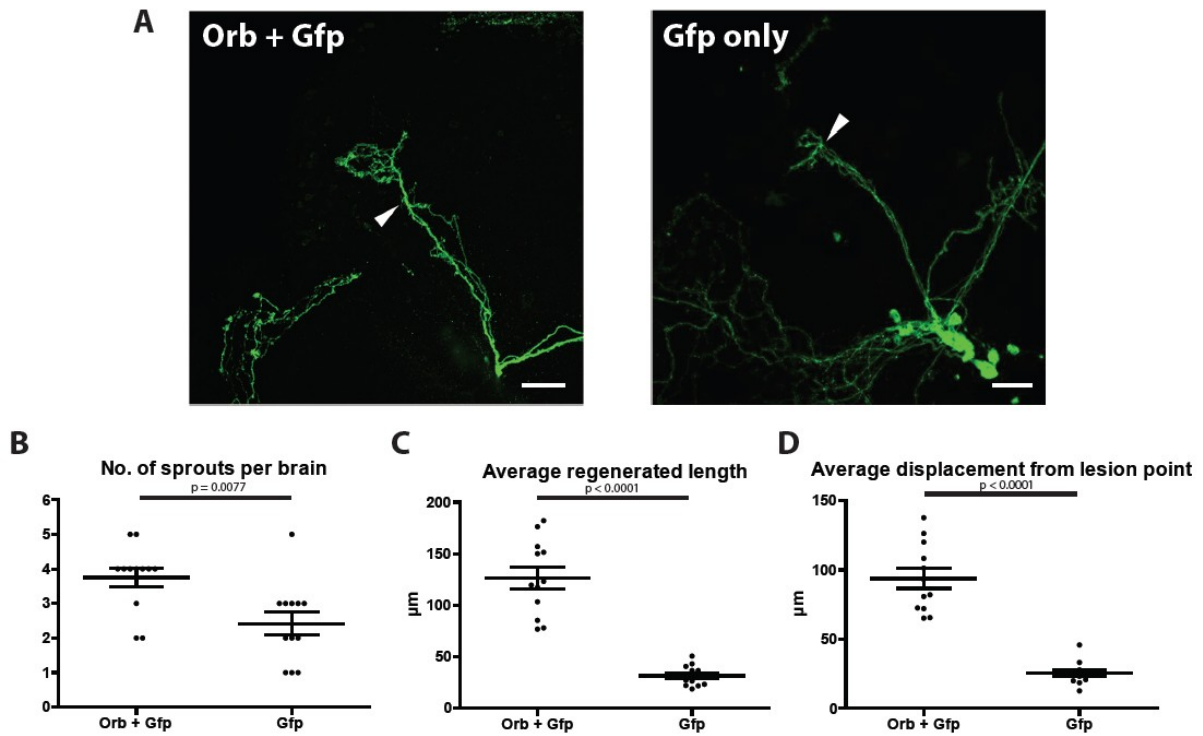 A
Orb + Gfp
Gfp only
B
No. of sprouts per brain
p = 0.0077
6
5
4
3
2
1
0
Orb + Gfp
Gfp
C
Average regenerated length
p < 0.0001
200
150
100
50
0
µm
Orb + Gfp
Gfp
D
Average displacement from lesion point
p < 0.0001
150
100
50
0
µm
Orb + Gfp
Gfp